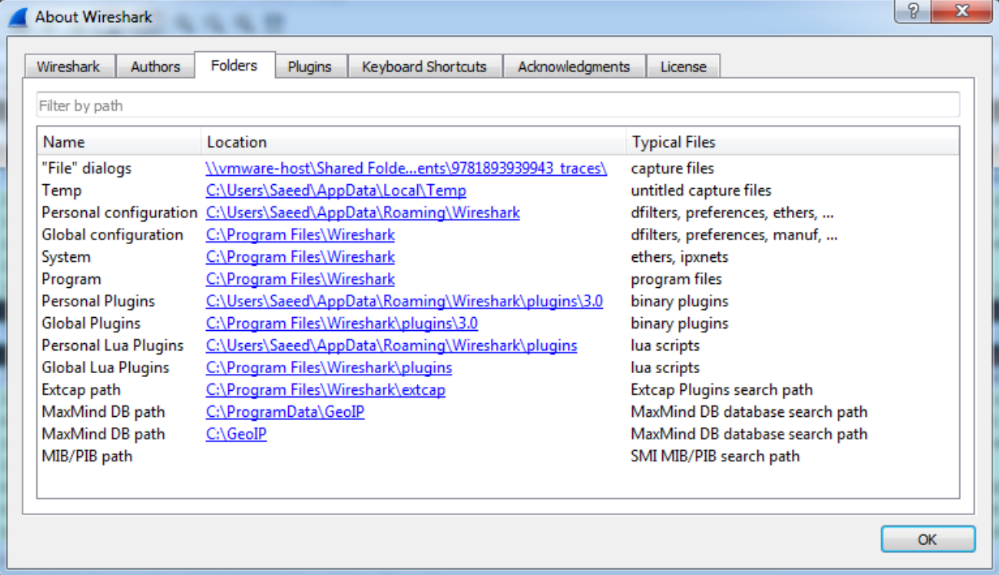 About Wireshark
Wireshark Authors Folders Plugins Keyboard Shortcuts Acknowledgments License
Filter by path
Name Location Typical Files
"File" dialogs \\vmware-host\Shared Folde...ents\9781893939943_traces\ capture files
Temp C:\Users\Saeed\AppData\Local\Temp untitled capture files
Personal configuration C:\Users\Saeed\AppData\Roaming\Wireshark dfilters, preferences, ethers, ...
Global configuration C:\Program Files\Wireshark dfilters, preferences, manuf, ...
System C:\Program Files\Wireshark ethers, ipxnets
Program C:\Program Files\Wireshark program files
Personal Plugins C:\Users\Saeed\AppData\Roaming\Wireshark\plugins\3.0 binary plugins
Global Plugins C:\Program Files\Wireshark\plugins\3.0 binary plugins
Personal Lua Plugins C:\Users\Saeed\AppData\Roaming\Wireshark\plugins lua scripts
Global Lua Plugins C:\Program Files\Wireshark\plugins lua scripts
Extcap path C:\Program Files\Wireshark\extcap Extcap Plugins search path
MaxMind DB path C:\ProgramData\GeoIP MaxMind DB database search path
MaxMind DB path C:\GeoIP MaxMind DB database search path
MIB/PIB path SMI MIB/PIB search path
OK